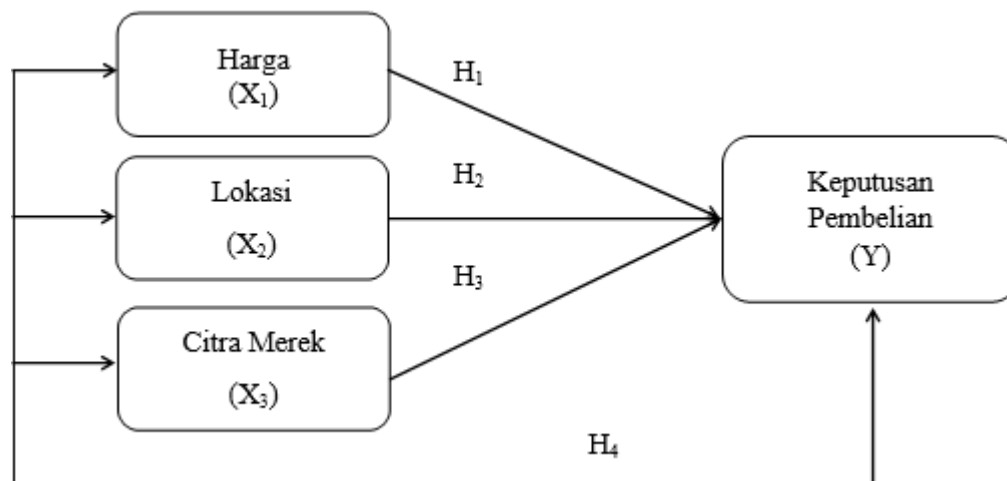 Harga
(X₁)
H₁
Lokasi
(X₂)
H₂
H₃
Citra Merek
(X₃)
Keputusan
Pembelian
(Y)
H₄